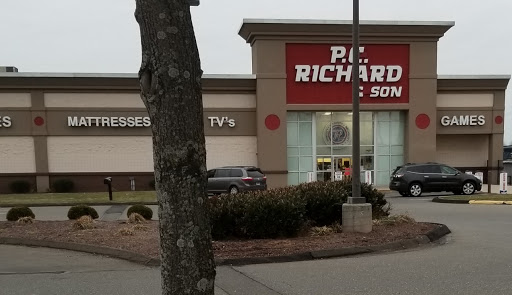 P.C.
RICHARD
& SON
MATTRESSES
TV's
GAMES